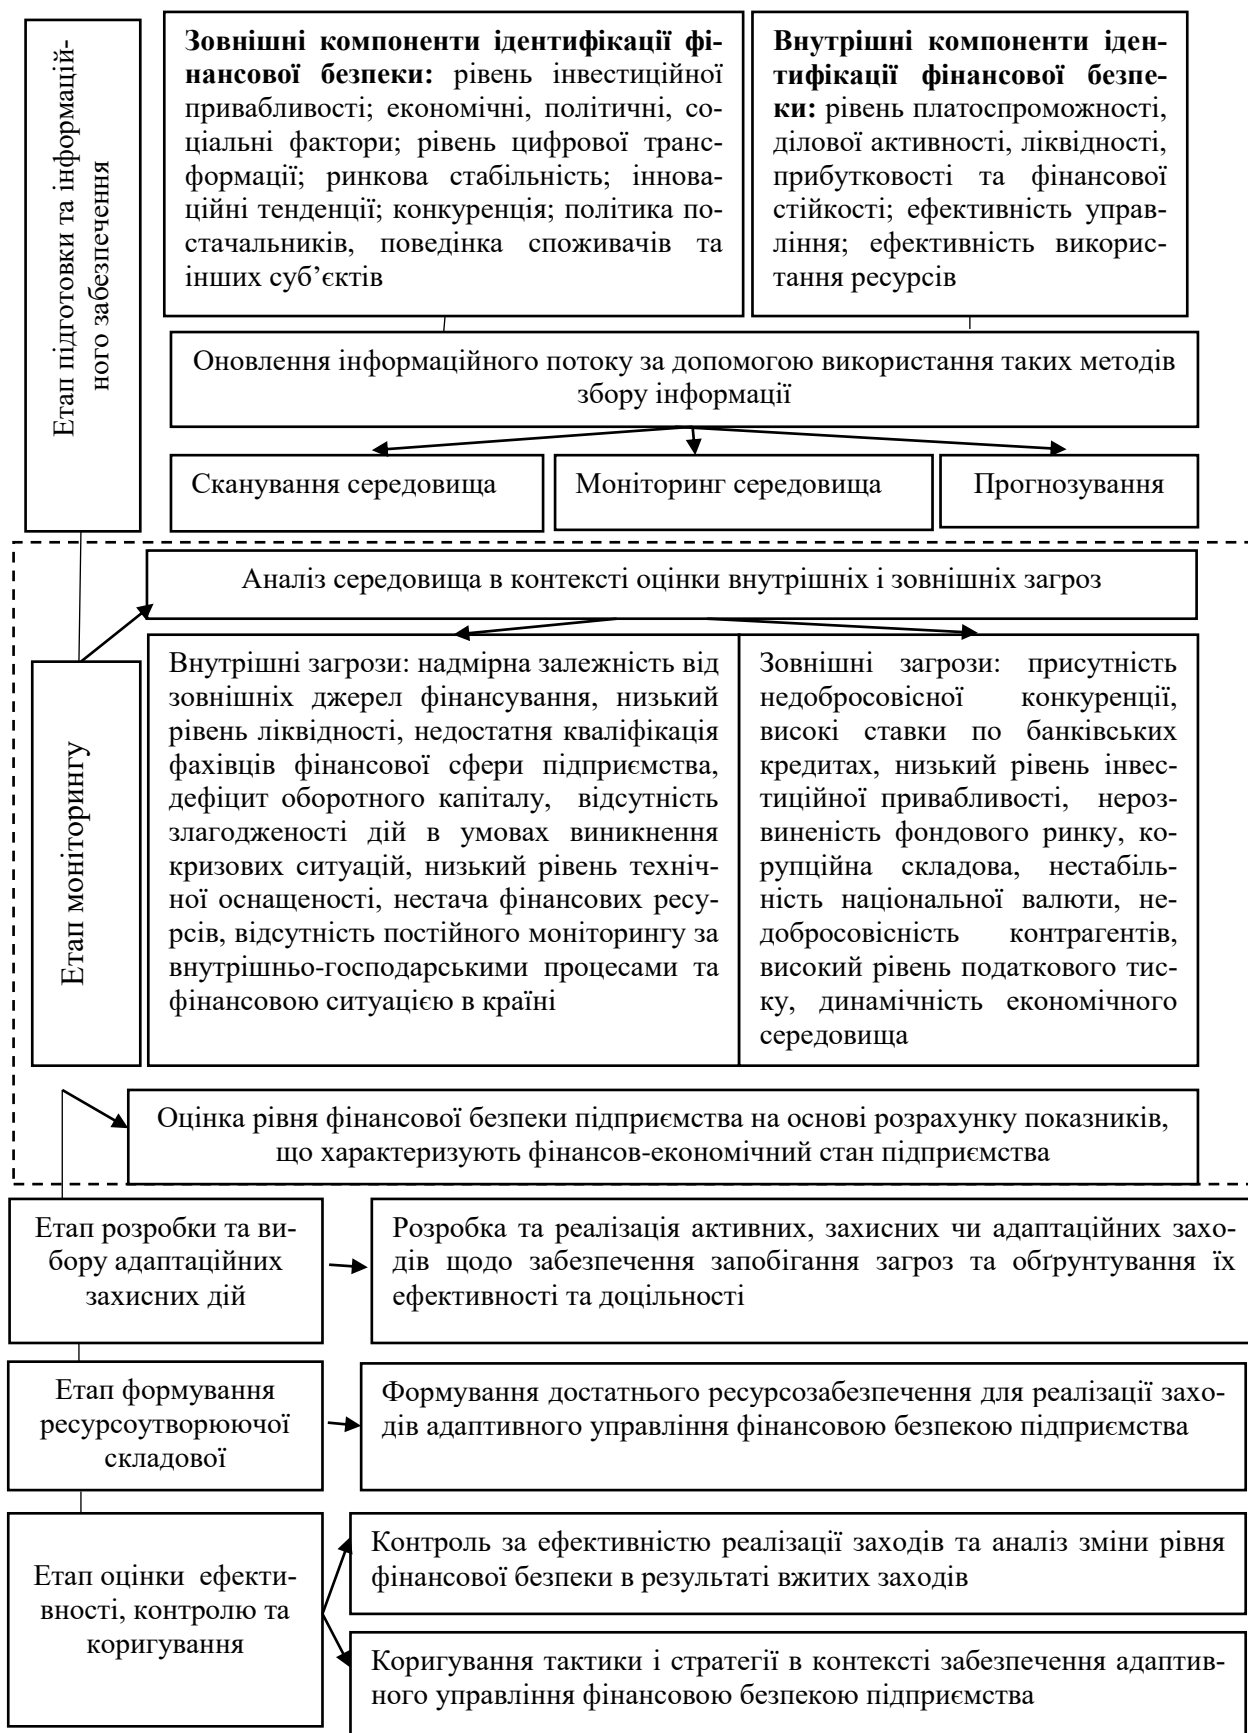 Етап підготовки та інформацій-
ного забезпечення
Зовнішні компоненти ідентифікації фі-
нансової безпеки: рівень інвестиційної
привабливості; економічні, політичні, со-
ціальні фактори; рівень цифрової транс-
формації; ринкова стабільність; іннова-
ційні тенденції; конкуренція; політика по-
стачальників, поведінка споживачів та
інших суб’єктів
Внутрішні компоненти іден-
тифікації фінансової безпе-
ки: рівень платоспроможності,
ділової активності, ліквідності,
прибутковості та фінансової
стійкості; ефективність управ-
ління; ефективність викорис-
тання ресурсів
Оновлення інформаційного потоку за допомогою використання таких методів
збору інформації
Сканування середовища
Моніторинг середовища
Прогнозування
Етап моніторингу
Аналіз середовища в контексті оцінки внутрішніх і зовнішніх загроз
Внутрішні загрози: надмірна залежність від
зовнішніх джерел фінансування, низький
рівень ліквідності, недостатня кваліфікація
фахівців фінансової сфери підприємства,
дефіцит оборотного капіталу, відсутність
злагодженості дій в умовах виникнення
кризових ситуацій, низький рівень техніч-
ної оснащеності, нестача фінансових ресу-
рсів, відсутність постійного моніторингу за
внутрішньо-господарськими процесами та
фінансовою ситуацією в країні
Зовнішні загрози: присутність
недобросовісної конкуренції,
високі ставки по банківських
кредитах, низький рівень інвес-
тиційної привабливості, нероз-
виненість фондового ринку, ко-
рупційна складова, нестабіль-
ність національної валюти, не-
добросовісність контрагентів,
високий рівень податкового тис-
ку, динамічність економічного
середовища
Оцінка рівня фінансової безпеки підприємства на основі розрахунку показників,
що характеризують фінансов-економічний стан підприємства
Етап розробки та ви-
бору адаптаційних
захисних дій
Розробка та реалізація активних, захисних чи адаптаційних захо-
дів щодо забезпечення запобігання загроз та обґрунтування їх
ефективності та доцільності
Етап формування
ресурсоутворюючої
складової
Формування достатнього ресурсозабезпечення для реалізації захо-
дів адаптивного управління фінансовою безпекою підприємства
Етап оцінки ефекти-
вності, контролю та
коригування
Контроль за ефективністю реалізації заходів та аналіз зміни рівня
фінансової безпеки в результаті вжитих заходів
Коригування тактики і стратегії в контексті забезпечення адаптив-
ного управління фінансовою безпекою підприємства